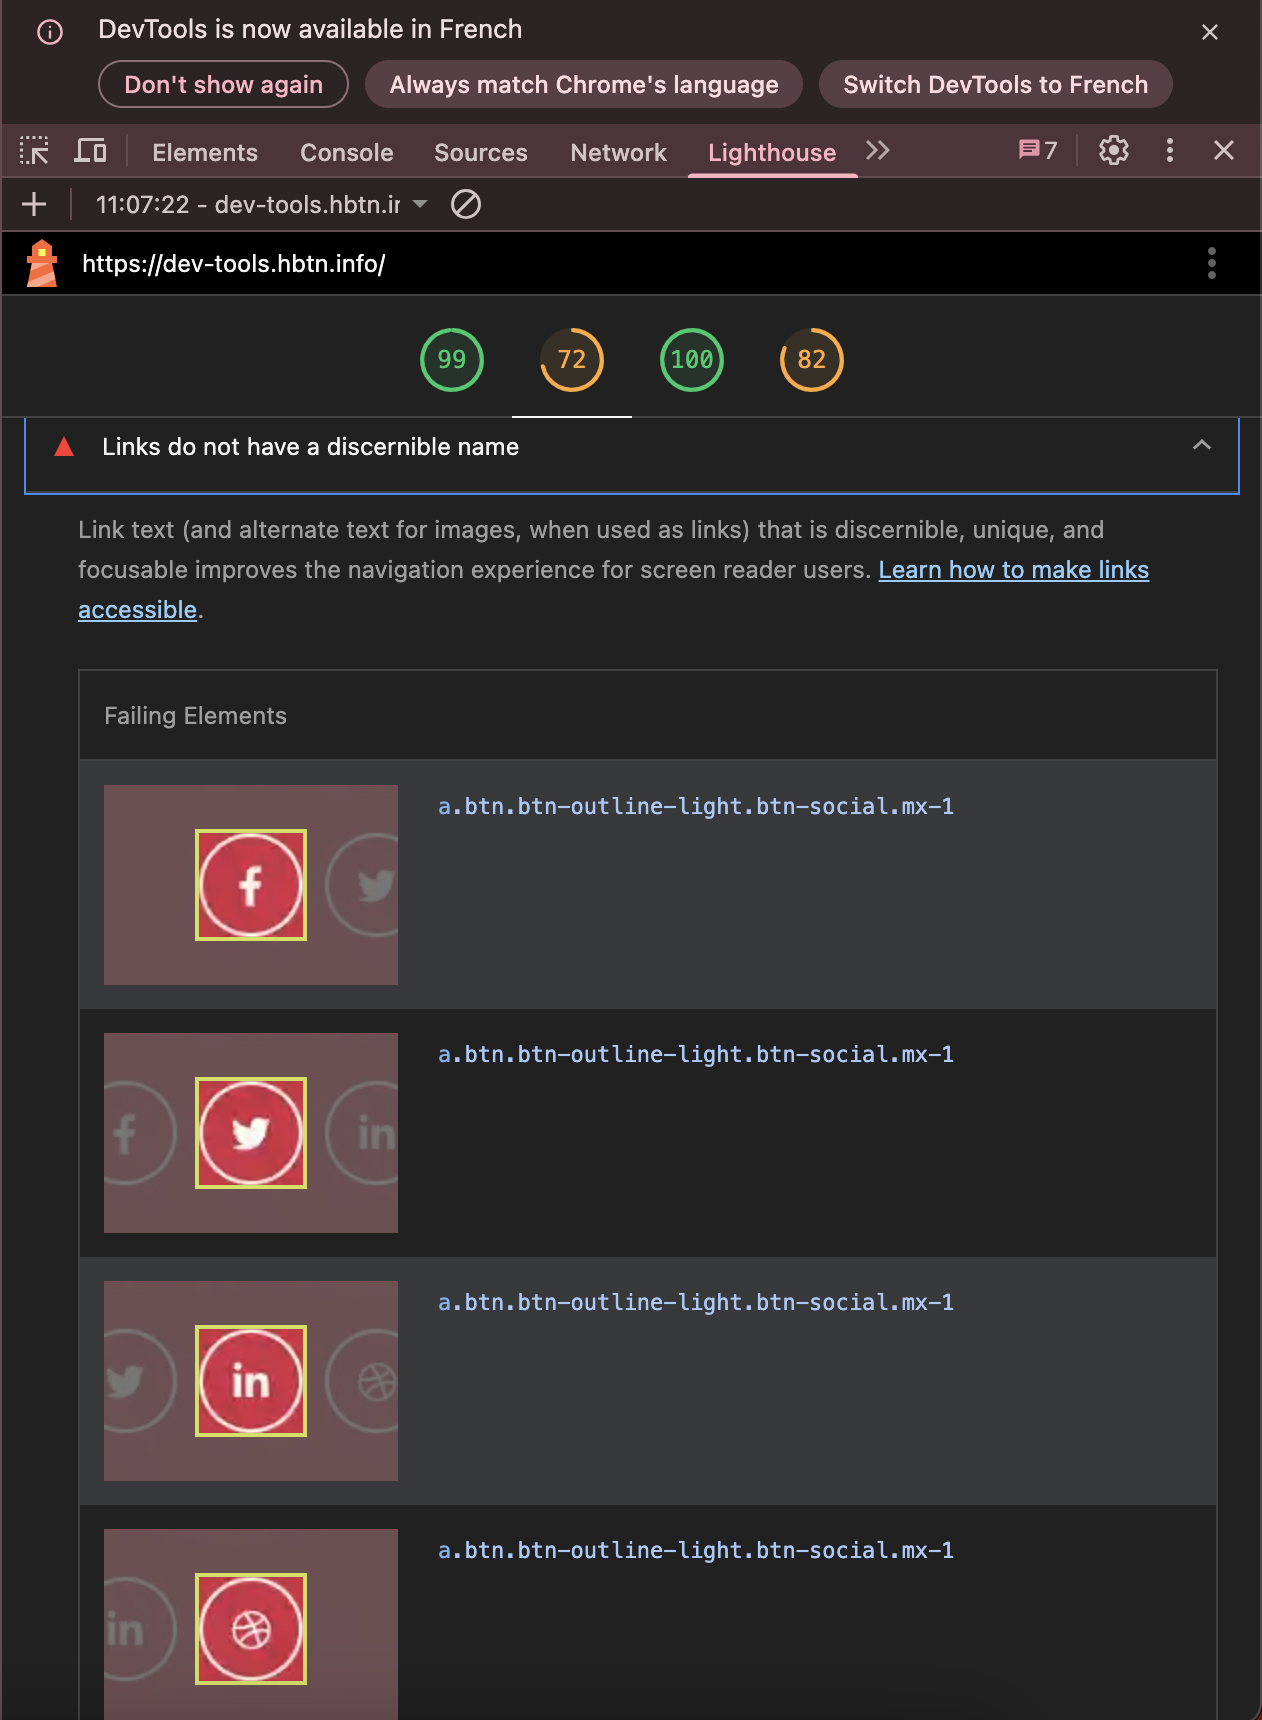 DevTools is now available in French
Don't show again
Always match Chrome's language
Switch DevTools to French
Elements Console Sources Network Lighthouse 7
11:07:22 - dev-tools.hbtn.ir
https://dev-tools.hbtn.info/
99 72 100 82
Links do not have a discernible name
Link text (and alternate text for images, when used as links) that is discernible, unique, and
focusable improves the navigation experience for screen reader users. Learn how to make links
accessible.
Failing Elements
a.btn.btn-outline-light.btn-social.mx-1
f
a.btn.btn-outline-light.btn-social.mx-1
f in
a.btn.btn-outline-light.btn-social.mx-1
in
a.btn.btn-outline-light.btn-social.mx-1
in